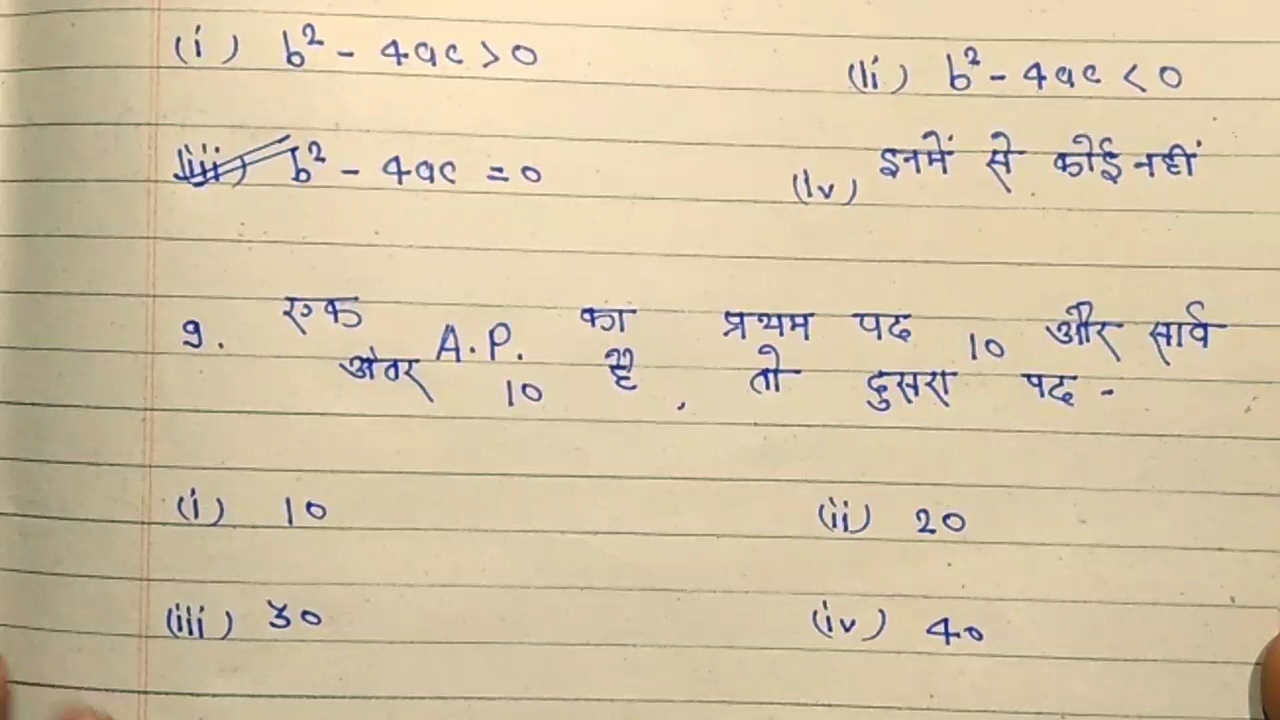 (i) b² - 4ac > 0 (ii) b² - 4ac < 0
(iii) b² - 4ac = 0 (iv) इनमें से कोई नहीं
9. एक A.P. का प्रथम पद 10 और सार्व
अंतर 10 है, तो दुसरा पद -
(i) 10 (ii) 20
(iii) 30 (iv) 40